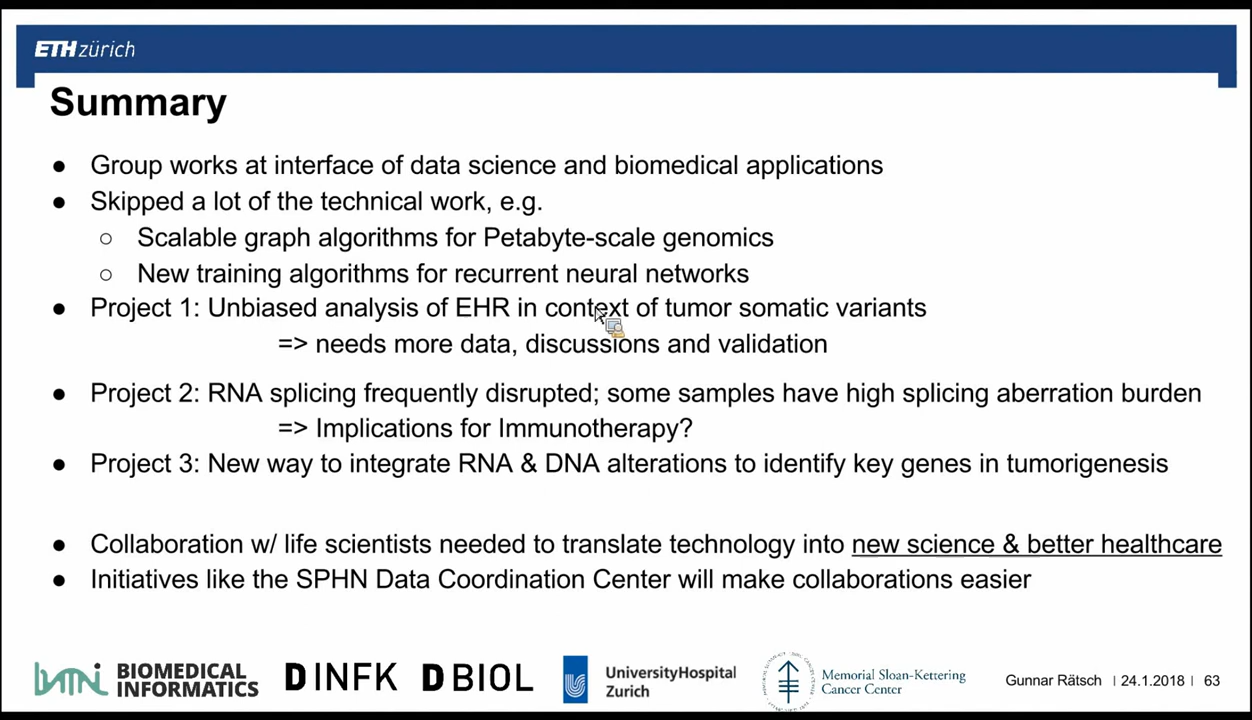 ETH zürich
Summary
● Group works at interface of data science and biomedical applications
● Skipped a lot of the technical work, e.g.
○ Scalable graph algorithms for Petabyte-scale genomics
○ New training algorithms for recurrent neural networks
● Project 1: Unbiased analysis of EHR in context of tumor somatic variants
=> needs more data, discussions and validation
● Project 2: RNA splicing frequently disrupted; some samples have high splicing aberration burden
=> Implications for Immunotherapy?
● Project 3: New way to integrate RNA & DNA alterations to identify key genes in tumorigenesis
● Collaboration w/ life scientists needed to translate technology into new science & better healthcare
● Initiatives like the SPHN Data Coordination Center will make collaborations easier
bmi BIOMEDICAL
INFORMATICS
D INFK
D BIOL
UniversityHospital
Zurich
Memorial Sloan-Kettering
Cancer Center
Gunnar Rätsch | 24.1.2018 | 63